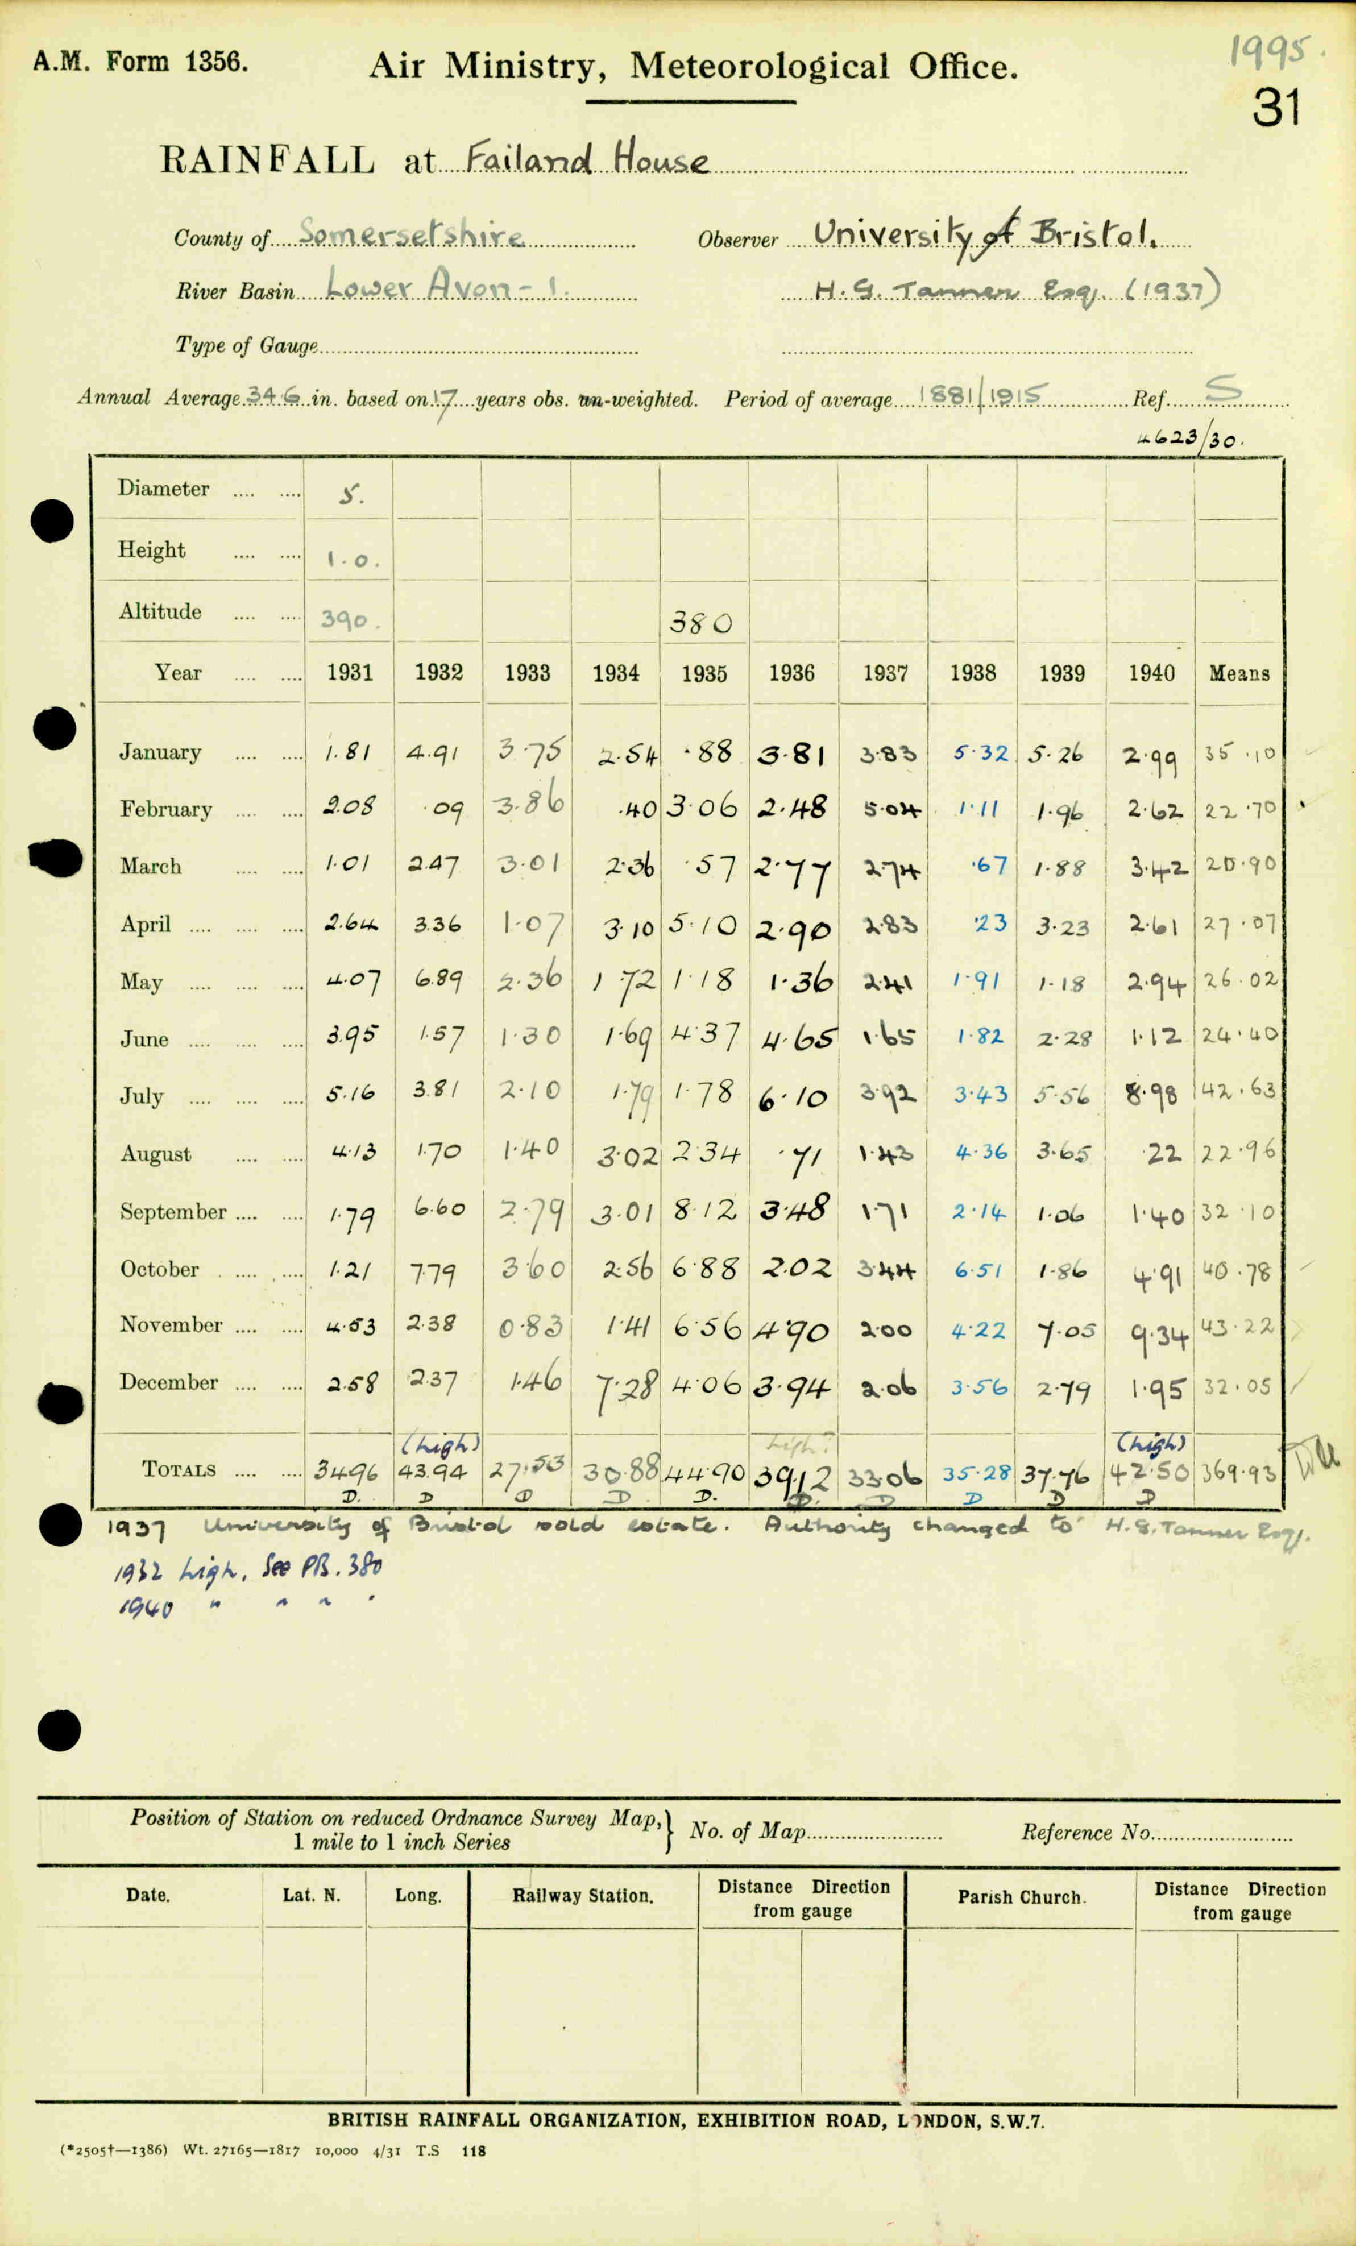 A.M. Form 1356. Air Ministry, Meteorological Office. 1995.
31
RAINFALL at Failand House
County of Somersetshire Observer University of Bristol.
River Basin Lower Avon - 1. H.G. Tanner Esq. (1937)
Type of Gauge
Annual Average 34.6 in. based on 17 years obs. un-weighted. Period of average 1881/1915 Ref. S
4623/30.
Diameter 5.
Height 1.0.
Altitude 390. 380
Year 1931 1932 1933 1934 1935 1936 1937 1938 1939 1940 Means
January 1.81 4.91 3.75 2.54 .88 3.81 3.83 5.32 5.26 2.99 35.10
February 2.08 .09 3.86 .40 3.06 2.48 5.04 1.11 1.96 2.62 22.70
March 1.01 2.47 3.01 2.36 .57 2.77 2.74 .67 1.88 3.42 20.90
April 2.64 3.36 1.07 3.10 5.10 2.90 2.83 .23 3.23 2.61 27.07
May 4.07 6.89 2.36 1.72 1.18 1.36 2.41 1.91 1.18 2.94 26.02
June 3.95 1.57 1.30 1.69 4.37 4.65 1.65 1.82 2.28 1.12 24.40
July 5.16 3.81 2.10 1.79 1.78 6.10 3.92 3.43 5.56 8.98 42.63
August 4.13 1.70 1.40 3.02 2.34 .71 1.43 4.36 3.65 .22 22.96
September 1.79 6.60 2.79 3.01 8.12 3.48 1.71 2.14 1.06 1.40 32.10
October 1.21 7.79 3.60 2.56 6.88 2.02 3.44 6.51 1.86 4.91 40.78
November 4.53 2.38 0.83 1.41 6.56 4.90 2.00 4.22 7.05 9.34 43.22
December 2.58 2.37 1.46 7.28 4.06 3.94 2.06 3.56 2.79 1.95 32.05
(high) high? (high)
TOTALS 34.96 43.94 27.53 30.88 44.90 39.12 33.06 35.28 37.76 42.50 369.93
D. D D D D. D. D D D D
1937 University of Bristol sold estate. Authority changed to H.G. Tanner Esq.
1932 high. See PB. 380
1940 " " " "
Position of Station on reduced Ordnance Survey Map, } No. of Map Reference No.
1 mile to 1 inch Series
Date. Lat. N. Long. Railway Station. Distance Direction from gauge Parish Church. Distance Direction from gauge
BRITISH RAINFALL ORGANIZATION, EXHIBITION ROAD, LONDON, S.W.7.
(*2505†—1386) Wt. 27165—1817 10,000 4/31 T.S 118